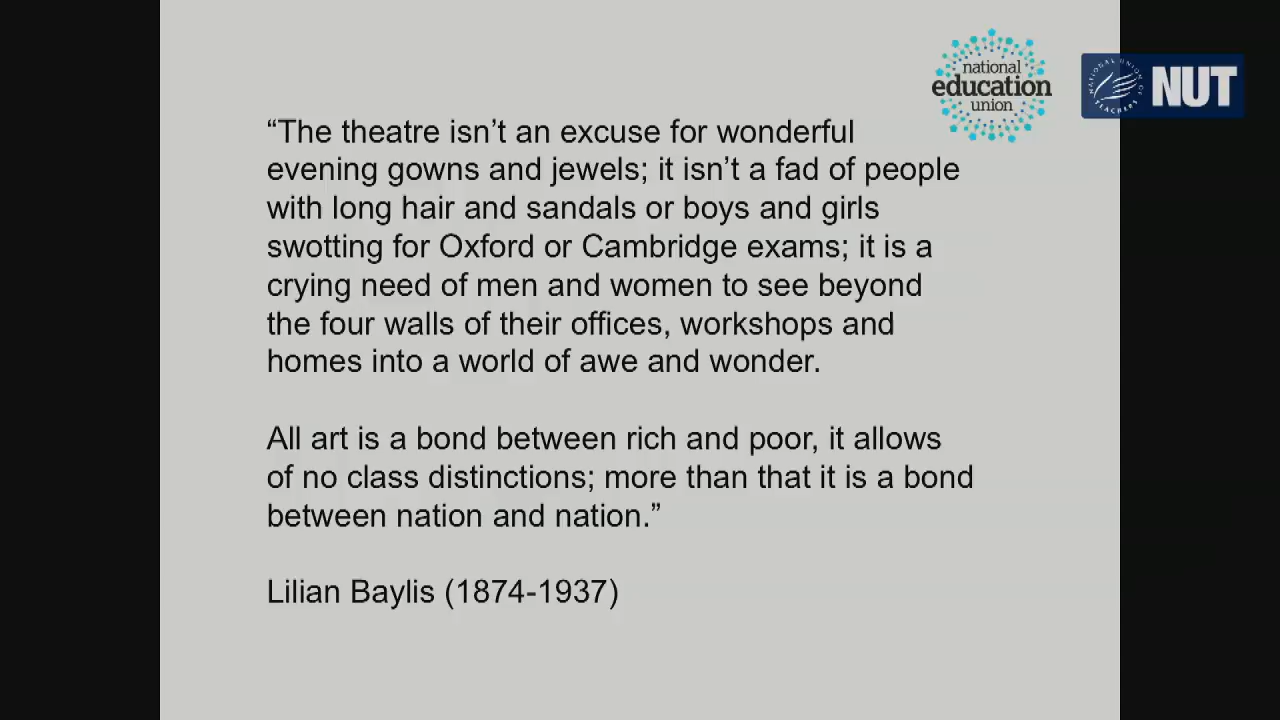 national
education
union
NATIONAL UNION OF TEACHERS
NUT
“The theatre isn’t an excuse for wonderful
evening gowns and jewels; it isn’t a fad of people
with long hair and sandals or boys and girls
swotting for Oxford or Cambridge exams; it is a
crying need of men and women to see beyond
the four walls of their offices, workshops and
homes into a world of awe and wonder.
All art is a bond between rich and poor, it allows
of no class distinctions; more than that it is a bond
between nation and nation.”
Lilian Baylis (1874-1937)